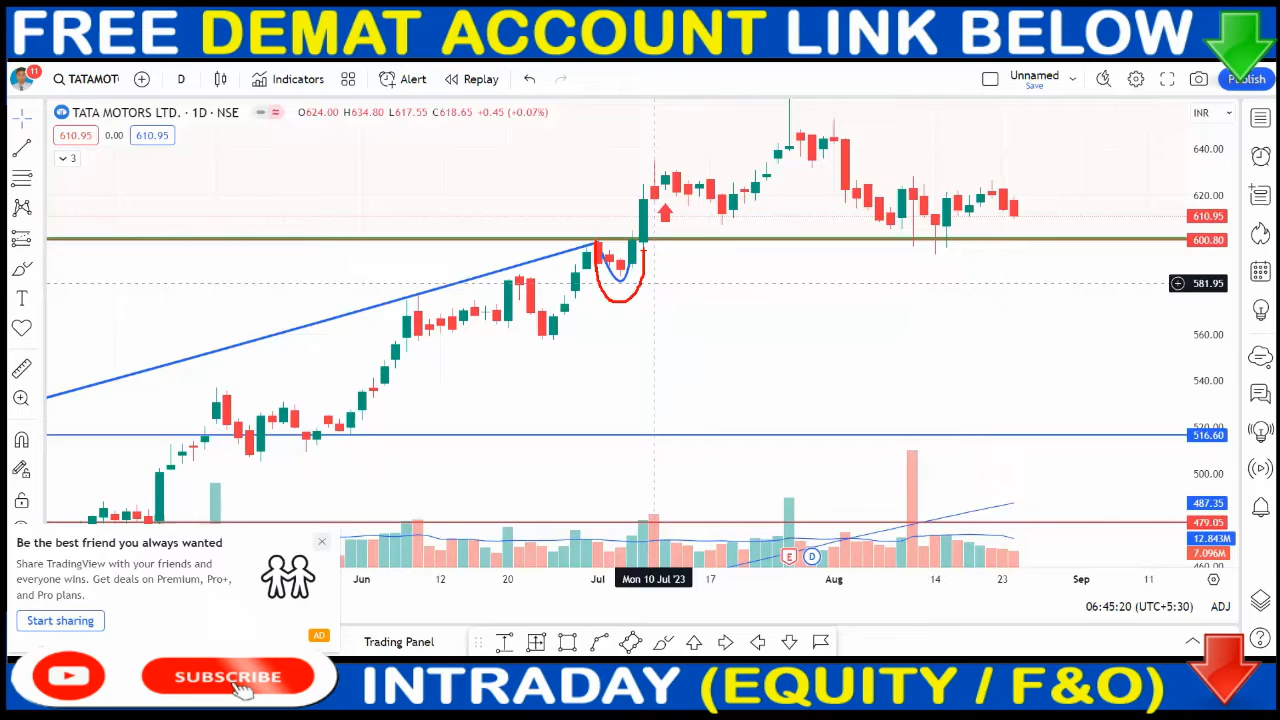 FREE DEMAT ACCOUNT LINK BELOW
11
TATAMOT
D
Indicators
Alert
Replay
Unnamed
Save
Publish
TATA MOTORS LTD. · 1D · NSE
O624.00 H634.80 L617.55 C618.65 +0.45 (+0.07%)
INR
610.95 0.00 610.95
3
640.00
620.00
610.95
600.80
581.95
560.00
540.00
520.00
516.60
500.00
487.35
479.05
12.843M
7.096M
460.00
E D
Jun 12 20 Jul Mon 10 Jul '23 17 Aug 14 23 Sep 11
Be the best friend you always wanted
Share TradingView with your friends and
everyone wins. Get deals on Premium, Pro+,
and Pro plans.
Start sharing
AD
06:45:20 (UTC+5:30) ADJ
Trading Panel
SUBSCRIBE
INTRADAY (EQUITY / F&O)